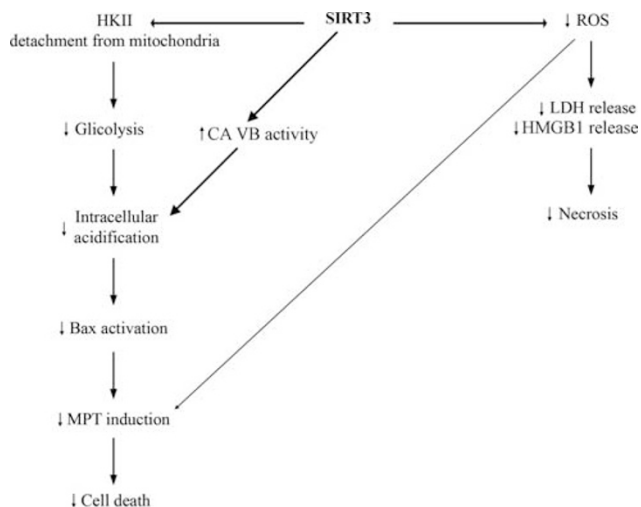 HKII
detachment from mitochondria
SIRT3
↓ ROS
↓ Glicolysis
↑CA VB activity
↓ LDH release
↓HMGB1 release
↓ Intracellular
acidification
↓ Necrosis
↓ Bax activation
↓ MPT induction
↓ Cell death